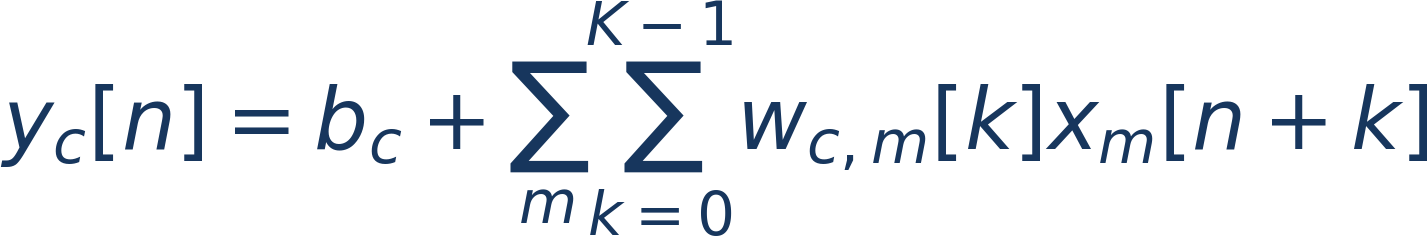 y_c[n] = b_c + \sum_m \sum_{k=0}^{K-1} w_{c,m}[k]x_m[n+k]